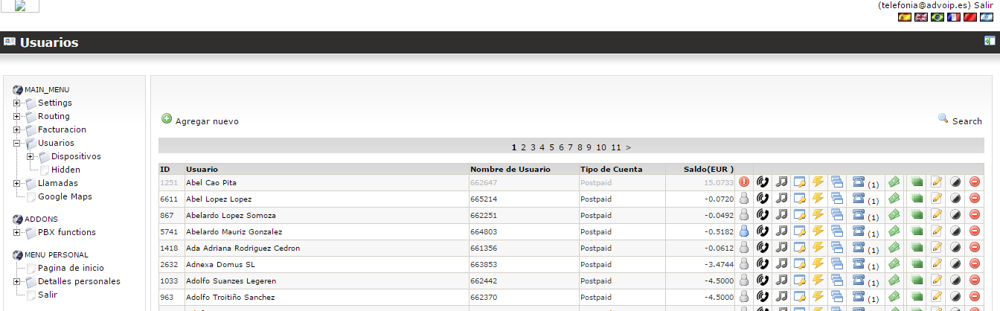 (telefonia@advoip.es) Salir
Usuarios
MAIN_MENU
Settings
Routing
Facturacion
Usuarios
Dispositivos
Hidden
Llamadas
Google Maps
ADDONS
PBX functions
MENU PERSONAL
Pagina de inicio
Detalles personales
Salir
Agregar nuevo
Search
1 2 3 4 5 6 7 8 9 10 11 >
ID Usuario Nombre de Usuario Tipo de Cuenta Saldo(EUR )
1251 Abel Cao Pita 662647 Postpaid 15.0733 (1)
6611 Abel Lopez Lopez 665214 Postpaid -0.0720 (1)
867 Abelardo Lopez Somoza 662251 Postpaid -0.0492 (1)
5741 Abelardo Mauriz Gonzalez 664803 Postpaid -0.5182 (1)
1418 Ada Adriana Rodriguez Cedron 661356 Postpaid -0.0612 (1)
2632 Adnexa Domus SL 663853 Postpaid -3.4744 (1)
1033 Adolfo Suanzes Legeren 662442 Postpaid -4.5000 (1)
963 Adolfo Troitiño Sanchez 662370 Postpaid -4.5000 (1)